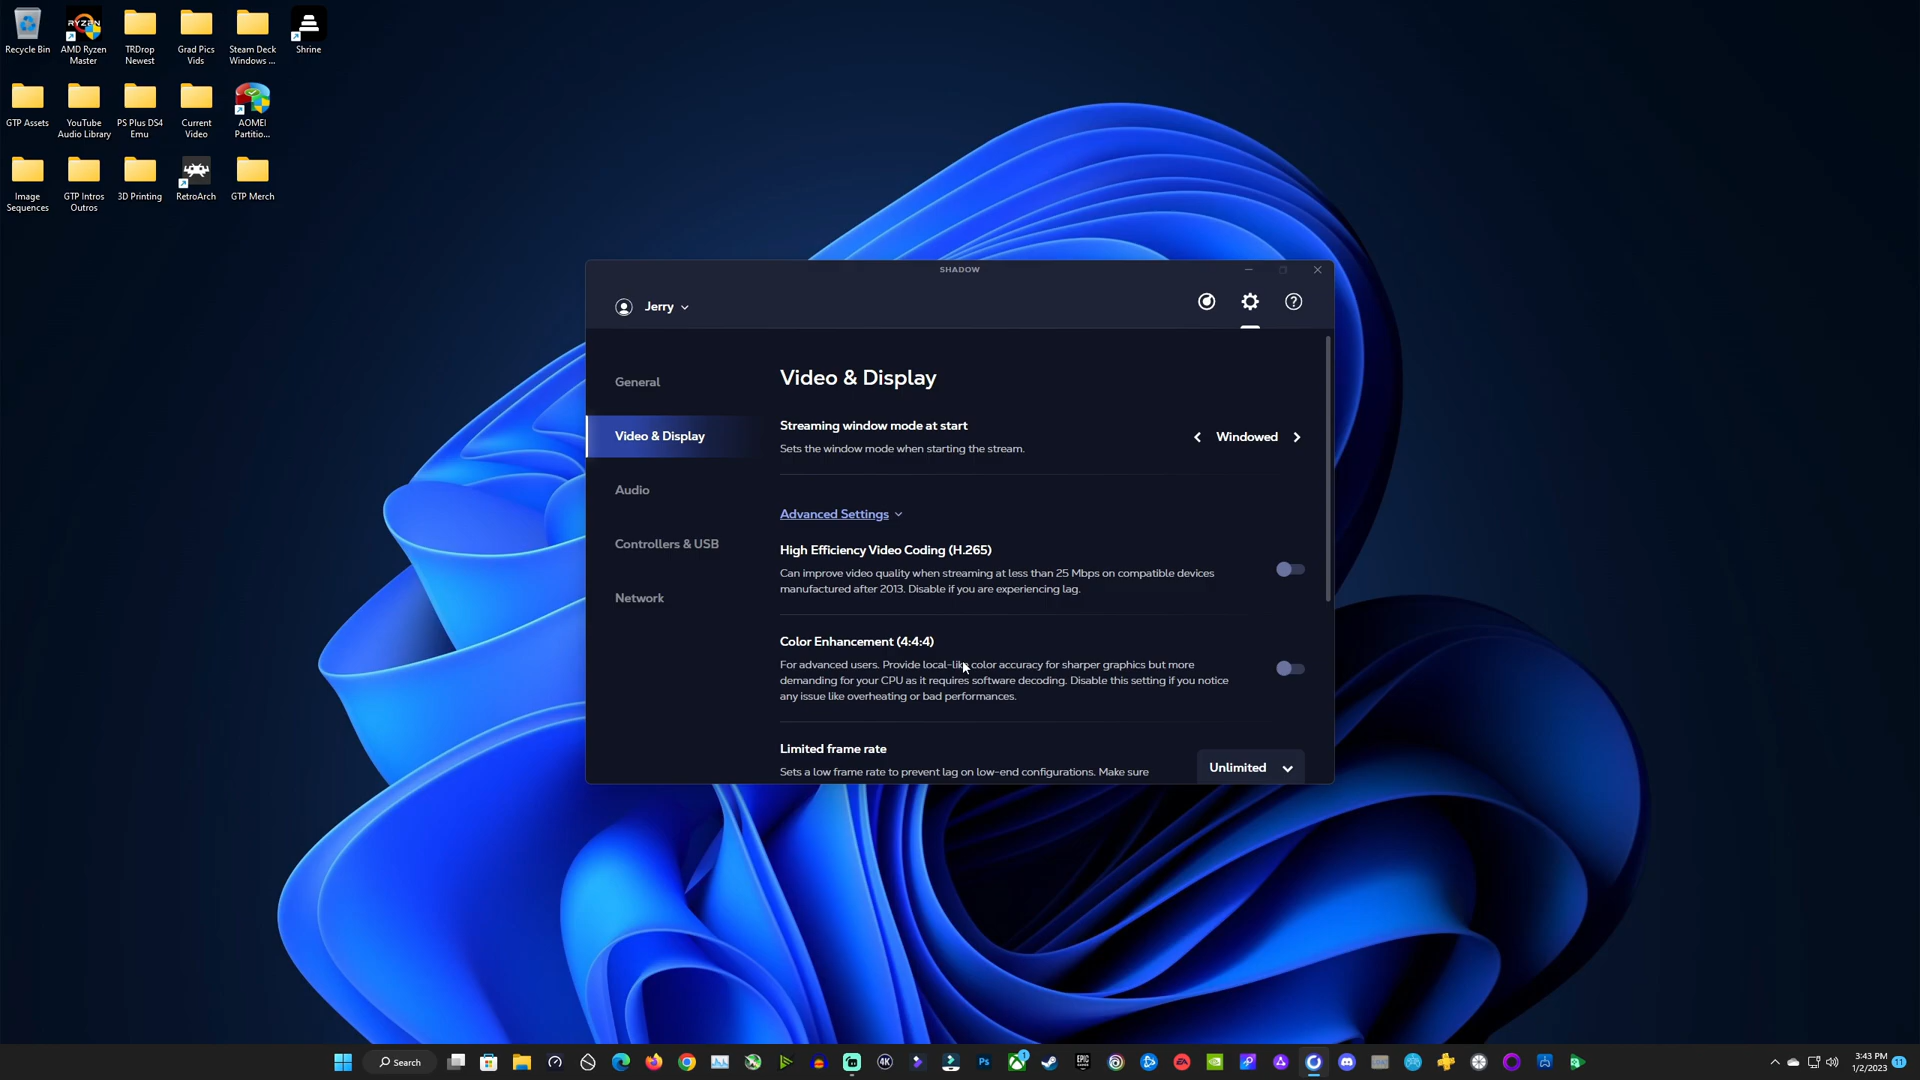 Recycle Bin
AMD Ryzen
Master
TRDrop
Newest
Grad Pics
Vids
Steam Deck
Windows ...
Shrine
RYZEN
GTP Assets
YouTube
Audio Library
PS Plus DS4
Emu
Current
Video
AOMEI
Partitio...
Image
Sequences
GTP Intros
Outros
3D Printing
RetroArch
GTP Merch
SHADOW
Jerry
General
Video & Display
Audio
Controllers & USB
Network
Video & Display
Streaming window mode at start
Sets the window mode when starting the stream.
Windowed
Advanced Settings
High Efficiency Video Coding (H.265)
Can improve video quality when streaming at less than 25 Mbps on compatible devices
manufactured after 2013. Disable if you are experiencing lag.
Color Enhancement (4:4:4)
For advanced users. Provide local-like color accuracy for sharper graphics but more
demanding for your CPU as it requires software decoding. Disable this setting if you notice
any issue like overheating or bad performances.
Limited frame rate
Sets a low frame rate to prevent lag on low-end configurations. Make sure
Unlimited
Search
4K
Ps
1
EPIC
EA
3:43 PM
1/2/2023
11